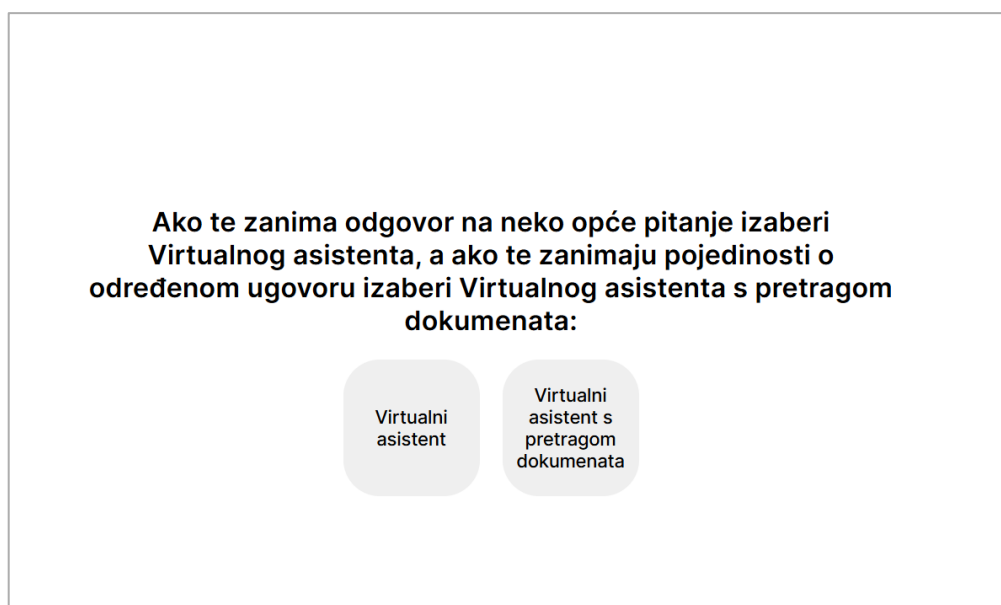 Ako te zanima odgovor na neko opće pitanje izaberi
Virtualnog asistenta, a ako te zanimaju pojedinosti o
određenom ugovoru izaberi Virtualnog asistenta s pretragom
dokumenata:
Virtualni
asistent
Virtualni
asistent s
pretragom
dokumenata